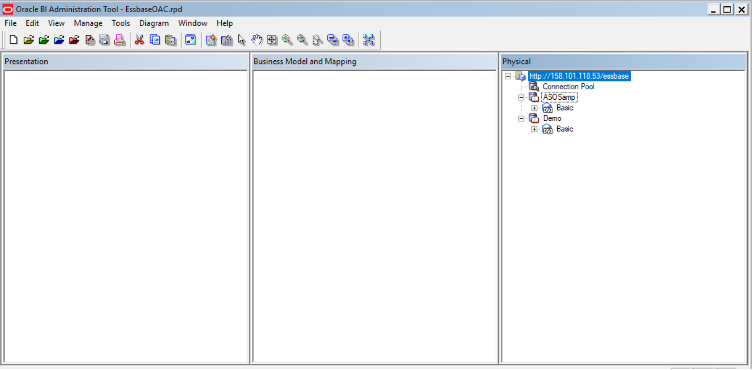 Oracle BI Administration Tool - EssbaseOAC.rpd
File Edit View Manage Tools Diagram Window Help
Presentation
Business Model and Mapping
Physical
http://158.101.118.53/essbase
Connection Pool
ASOSamp
Basic
Demo
Basic